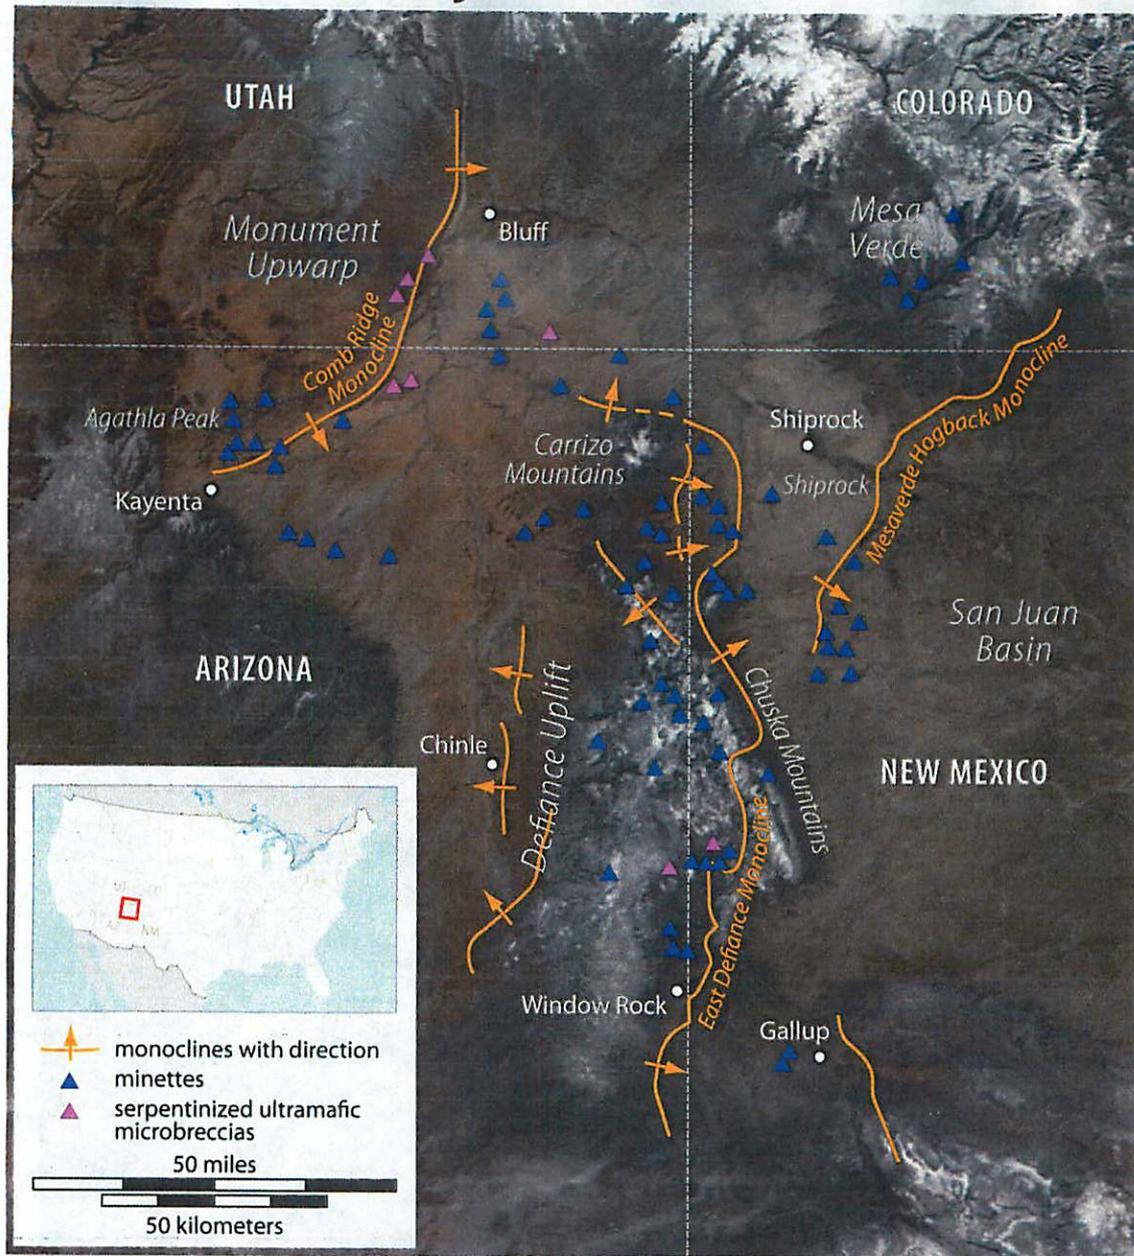 UTAH
COLORADO
Monument
Upwarp
Bluff
Mesa
Verde
Comb Ridge
Monocline
Mesaverde Hogback Monocline
Agathla Peak
Shiprock
Carrizo
Mountains
Shiprock
Kayenta
San Juan
Basin
ARIZONA
Defiance Uplift
Chuska Mountains
Chinle
NEW MEXICO
East Defiance Monocline
Window Rock
Gallup
NM
monoclines with direction
minettes
serpentinized ultramafic
microbreccias
50 miles
50 kilometers